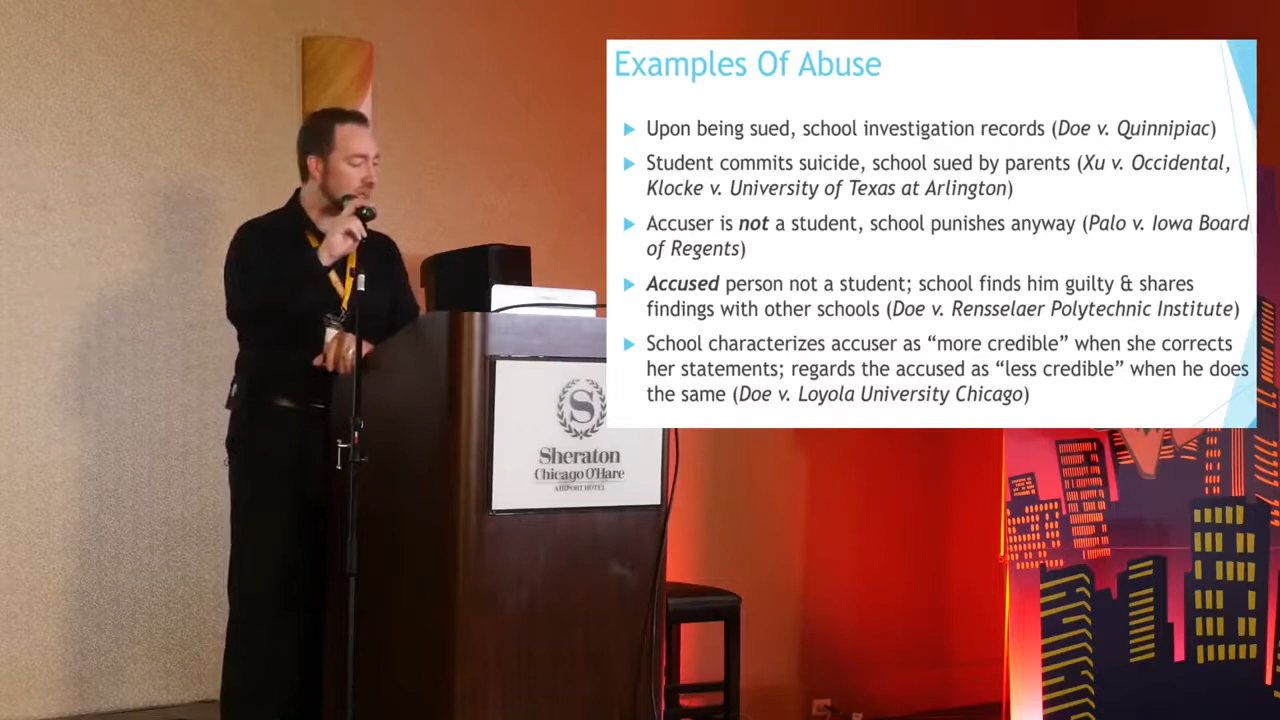 Examples Of Abuse
Upon being sued, school investigation records (Doe v. Quinnipiac)
Student commits suicide, school sued by parents (Xu v. Occidental,
Klocke v. University of Texas at Arlington)
Accuser is not a student, school punishes anyway (Palo v. Iowa Board
of Regents)
Accused person not a student; school finds him guilty & shares
findings with other schools (Doe v. Rensselaer Polytechnic Institute)
School characterizes accuser as “more credible” when she corrects
her statements; regards the accused as “less credible” when he does
the same (Doe v. Loyola University Chicago)
S
Sheraton
Chicago O'Hare
AIRPORT HOTEL